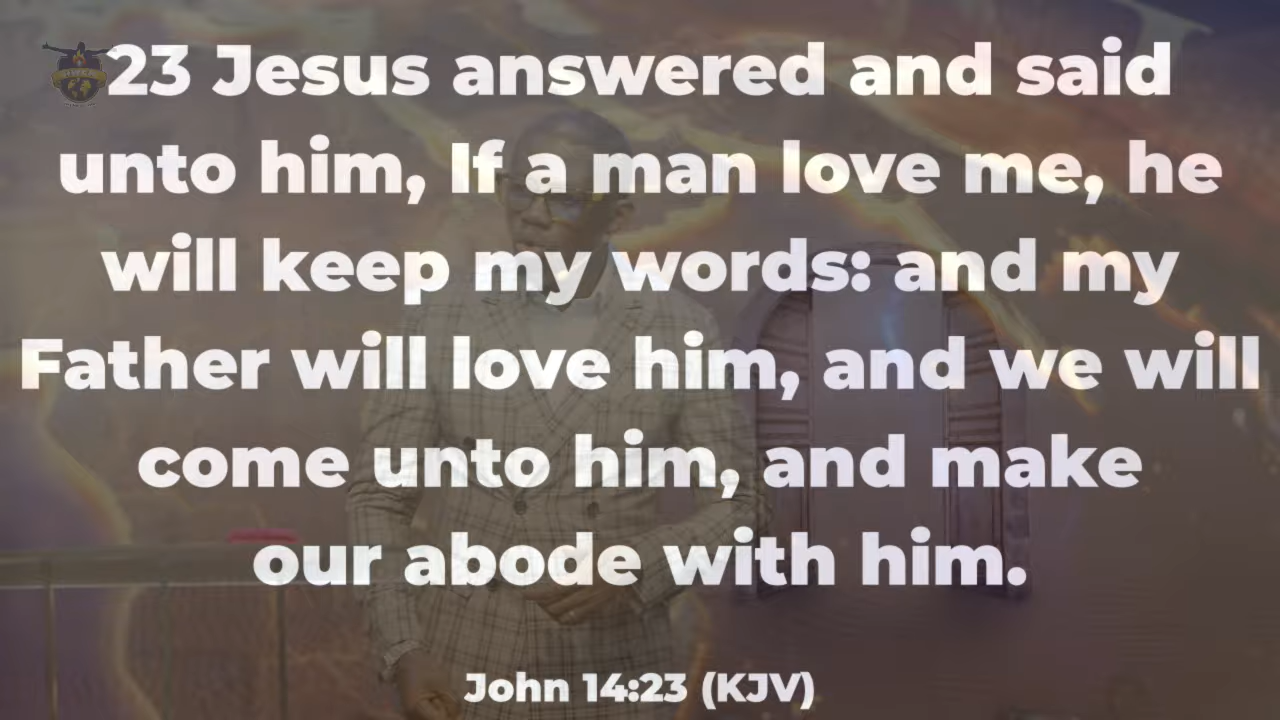 23 Jesus answered and said
unto him, If a man love me, he
will keep my words: and my
Father will love him, and we will
come unto him, and make
our abode with him.
John 14:23 (KJV)